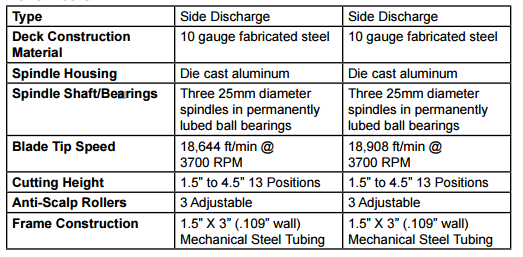 Type Side Discharge Side Discharge
Deck Construction 10 gauge fabricated steel 10 gauge fabricated steel
Material
Spindle Housing Die cast aluminum Die cast aluminum
Spindle Shaft/Bearings Three 25mm diameter Three 25mm diameter
spindles in permanently spindles in permanently
lubed ball bearings lubed ball bearings
Blade Tip Speed 18,644 ft/min @ 18,908 ft/min @
3700 RPM 3700 RPM
Cutting Height 1.5” to 4.5” 13 Positions 1.5” to 4.5” 13 Positions
Anti-Scalp Rollers 3 Adjustable 3 Adjustable
Frame Construction 1.5” X 3” (.109” wall) 1.5” X 3” (.109” wall)
Mechanical Steel Tubing Mechanical Steel Tubing